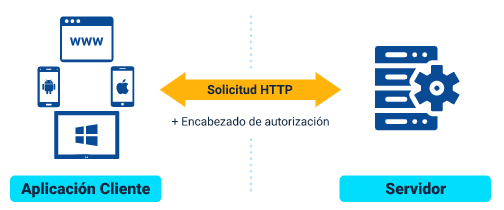 WWW
Solicitud HTTP
+ Encabezado de autorización
Aplicación Cliente
Servidor